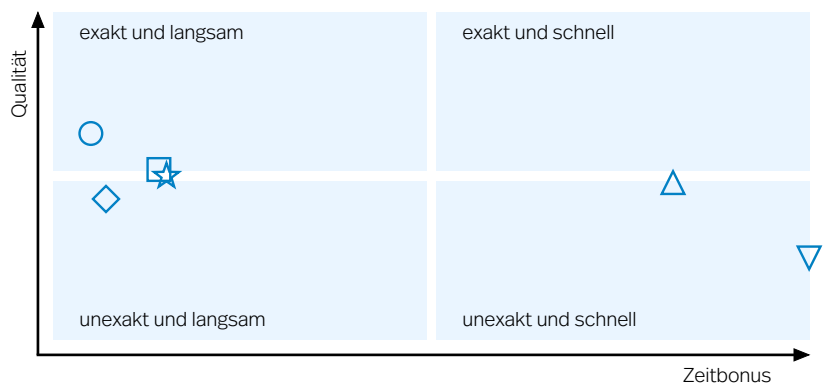 exakt und langsam
exakt und schnell
Qualität
unexakt und langsam
unexakt und schnell
Zeitbonus